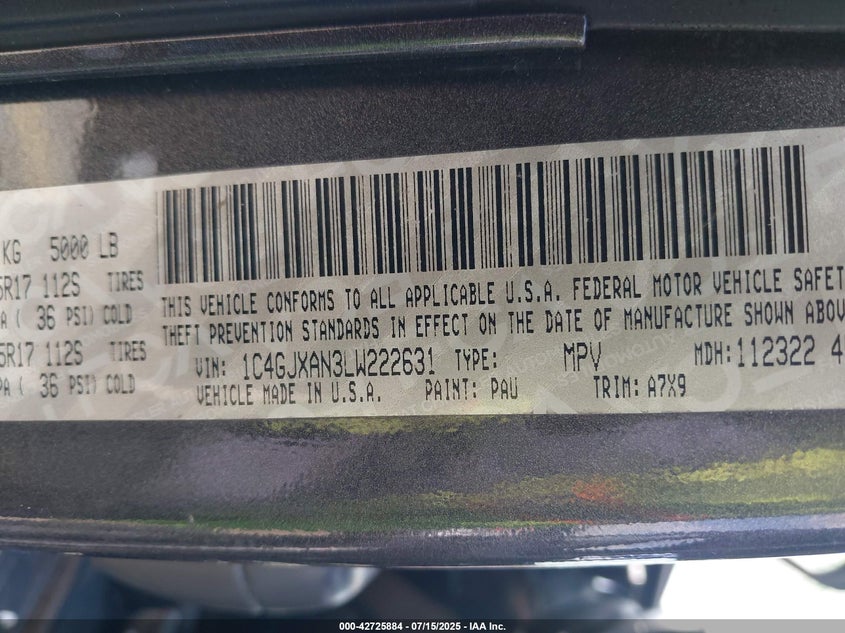 KG 5000 LB
5R17 112S TIRES
PA ( 36 PSI) COLD
5R17 112S TIRES
PA ( 36 PSI) COLD
THIS VEHICLE CONFORMS TO ALL APPLICABLE U.S.A. FEDERAL MOTOR VEHICLE SAFET
THEFT PREVENTION STANDARDS IN EFFECT ON THE DATE OF MANUFACTURE SHOWN ABOV
VIN: 1C4GJXAN3LW222631 TYPE: MPV MDH: 112322 4
VEHICLE MADE IN U.S.A. PAINT: PAU TRIM: A7X9
000-42725884 / 07/15/2025 - IAA Inc.